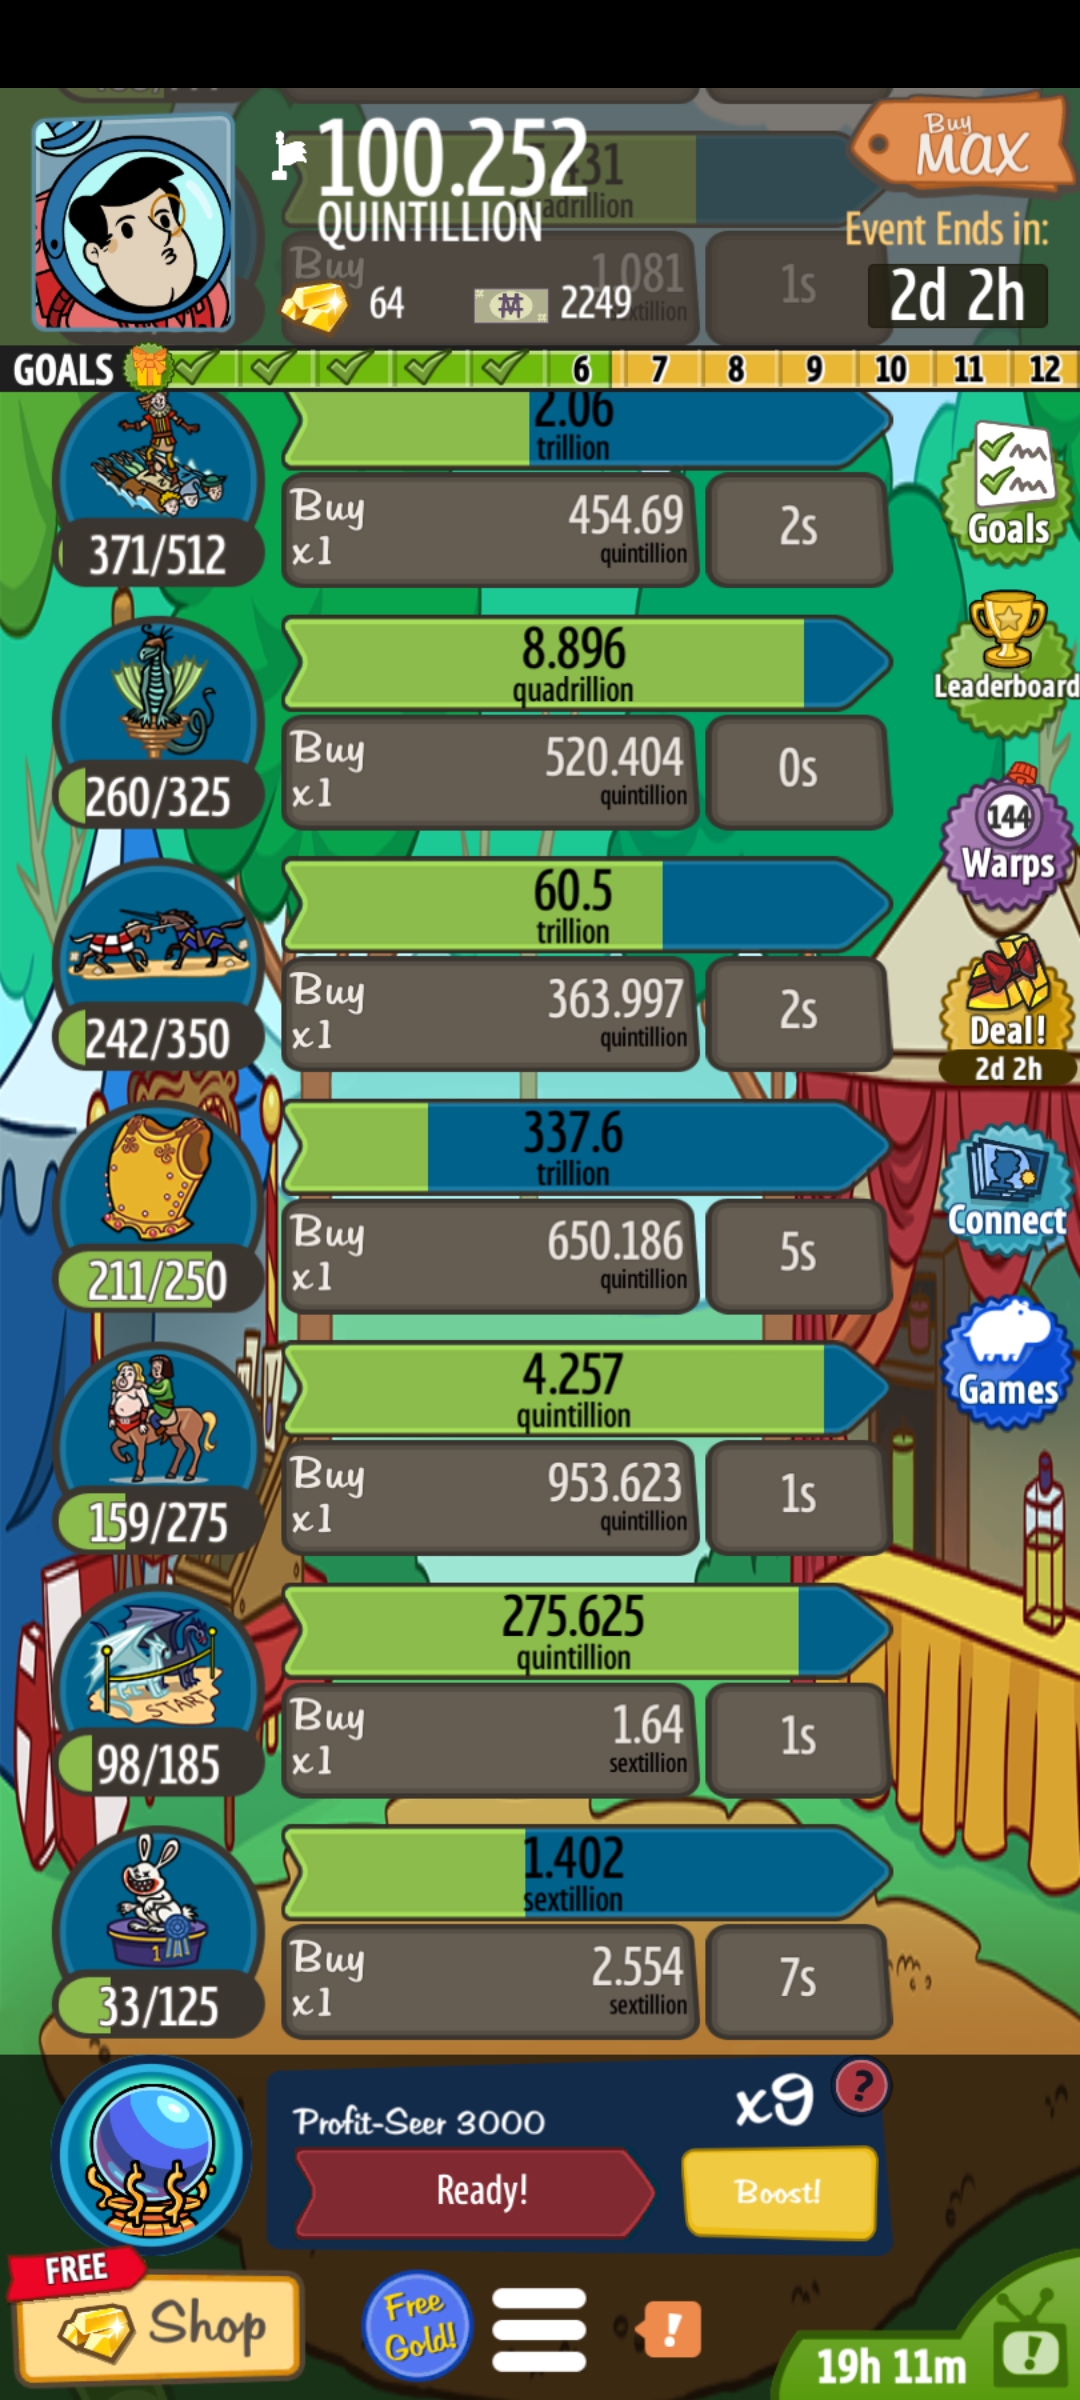 100.252
QUINTILLION
64
2249
Buy
MAX
Event Ends in:
2d 2h
Buy
1.081
1s
GOALS
6 7 8 9 10 11 12
2.06
trillion
371/512
Buy
x1
454.69
quintillion
2s
8.896
quadrillion
260/325
Buy
x1
520.404
quintillion
0s
60.5
trillion
242/350
Buy
x1
363.997
quintillion
2s
337.6
trillion
211/250
Buy
x1
650.186
quintillion
5s
4.257
quintillion
159/275
Buy
x1
953.623
quintillion
1s
275.625
quintillion
START
98/185
Buy
x1
1.64
sextillion
1s
1.402
sextillion
1
33/125
Buy
x1
2.554
sextillion
7s
Goals
Leaderboard
144
Warps
Deal!
2d 2h
Connect
Games
Profit-Seer 3000
x9
?
Ready!
Boost!
FREE
Shop
Free
Gold!
!
19h 11m
!